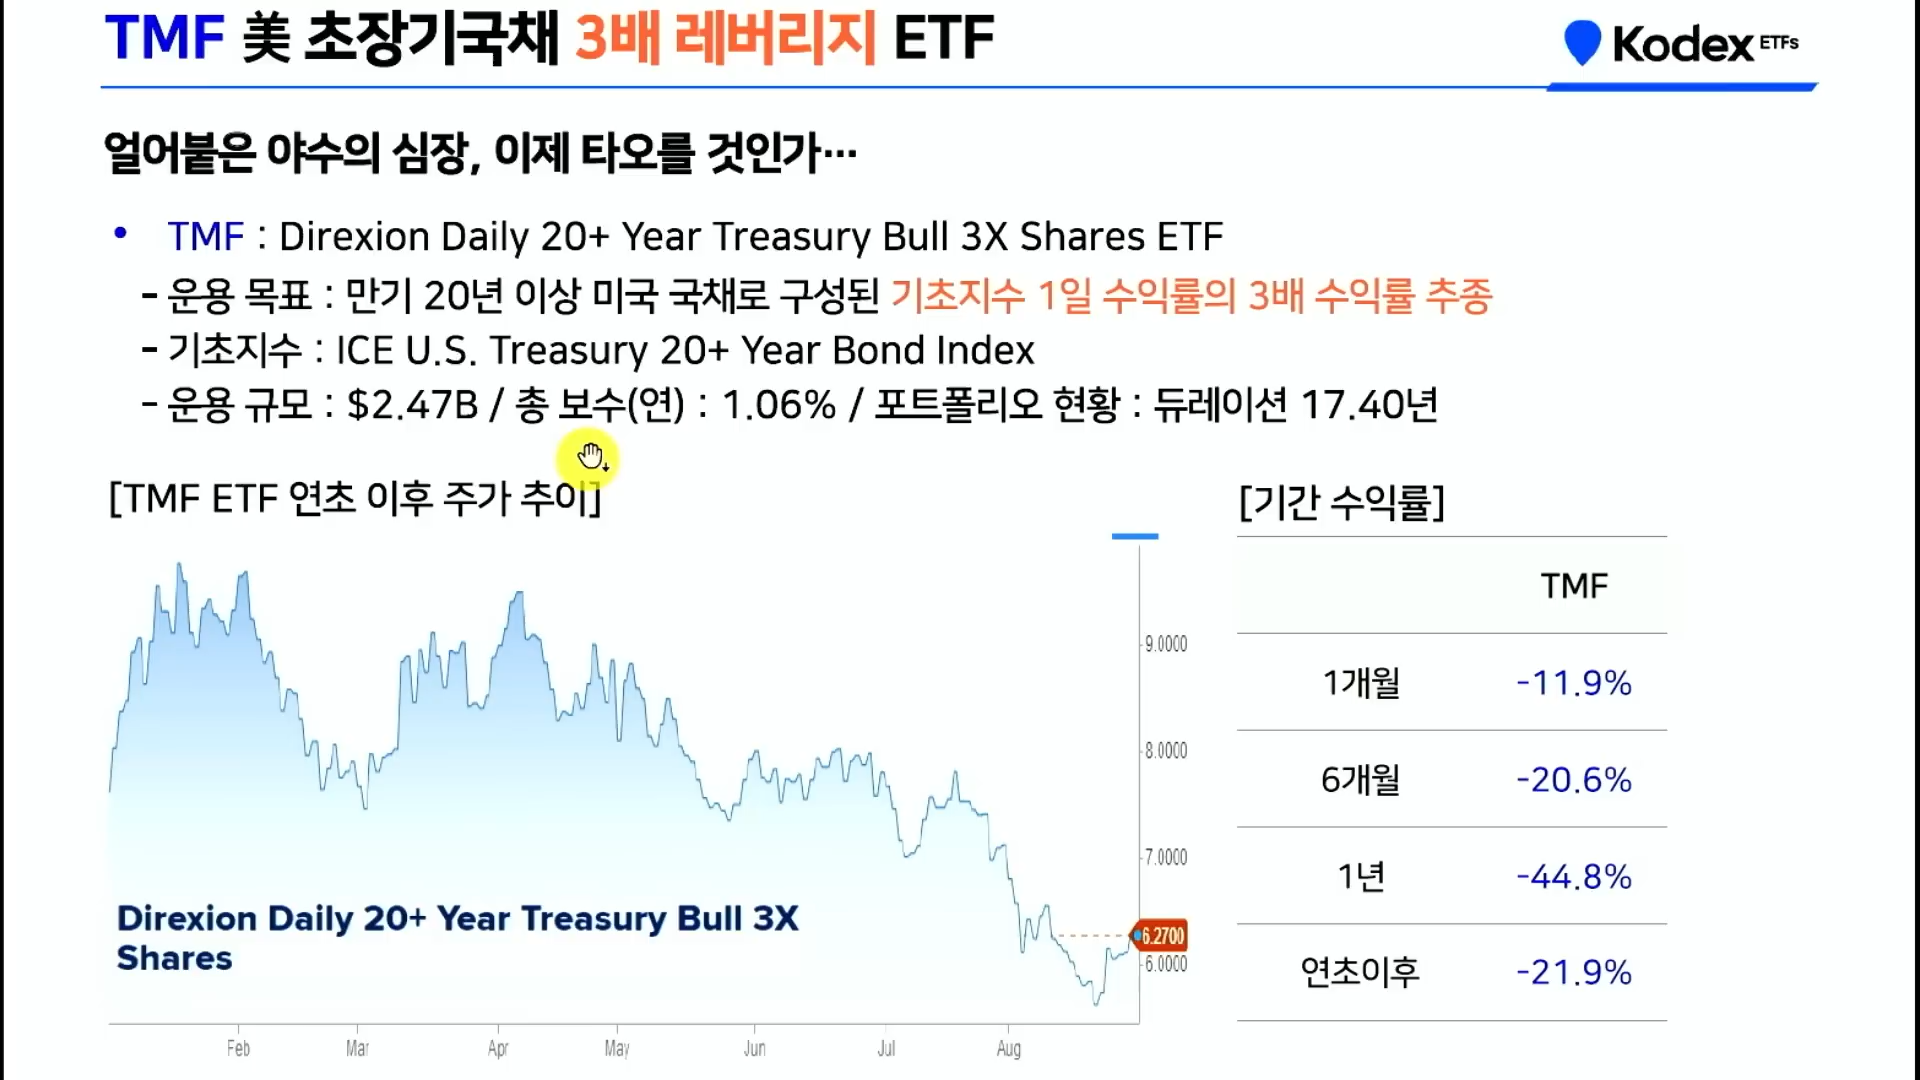 TMF 美 초장기국채 3배 레버리지 ETF
Kodex ETFs
얼어붙은 야수의 심장, 이제 타오를 것인가…
• TMF : Direxion Daily 20+ Year Treasury Bull 3X Shares ETF
- 운용 목표 : 만기 20년 이상 미국 국채로 구성된 기초지수 1일 수익률의 3배 수익률 추종
- 기초지수 : ICE U.S. Treasury 20+ Year Bond Index
- 운용 규모 : $2.47B / 총 보수(연) : 1.06% / 포트폴리오 현황 : 듀레이션 17.40년
[TMF ETF 연초 이후 주가 추이]
9.0000
8.0000
7.0000
6.2700
6.0000
Direxion Daily 20+ Year Treasury Bull 3X
Shares
Feb Mar Apr May Jun Jul Aug
[기간 수익률]
TMF
1개월 -11.9%
6개월 -20.6%
1년 -44.8%
연초이후 -21.9%